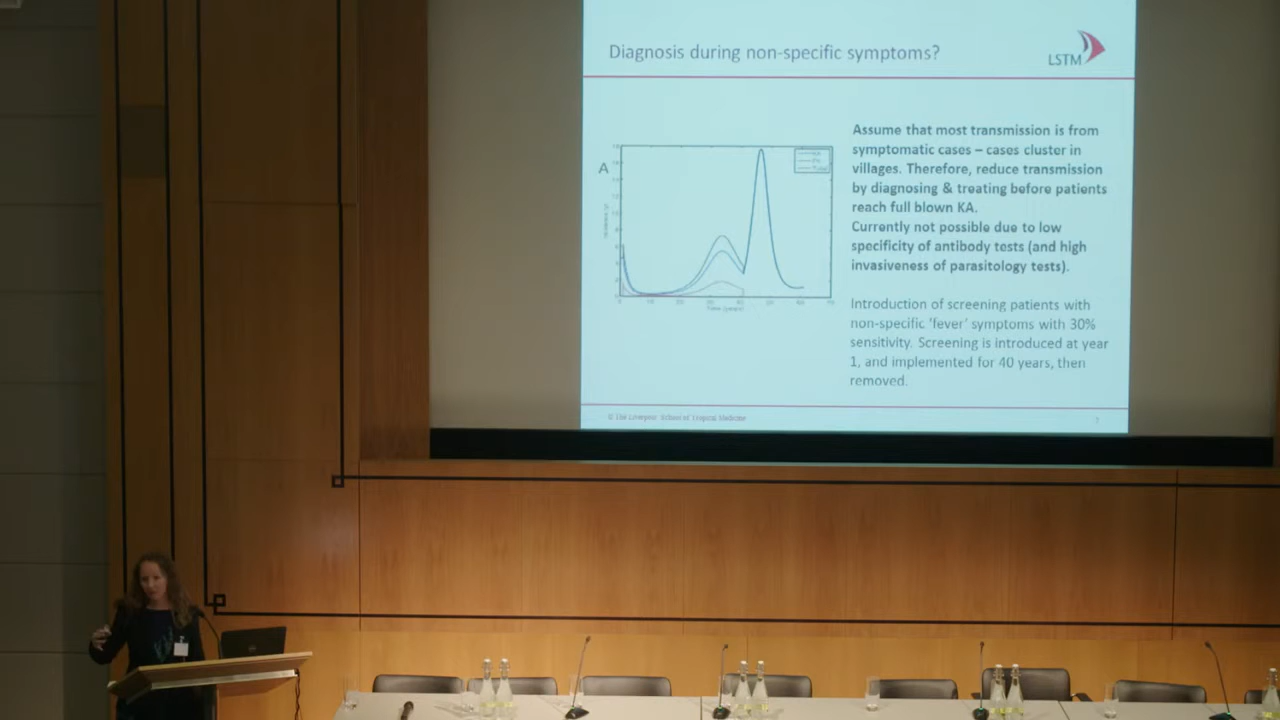 Diagnosis during non-specific symptoms?
LSTM
A
Assume that most transmission is from
symptomatic cases – cases cluster in
villages. Therefore, reduce transmission
by diagnosing & treating before patients
reach full blown KA.
Currently not possible due to low
specificity of antibody tests (and high
invasiveness of parasitology tests).
Introduction of screening patients with
non-specific 'fever' symptoms with 30%
sensitivity. Screening is introduced at year
1, and implemented for 40 years, then
removed.
Time (years)
© The Liverpool School of Tropical Medicine
7